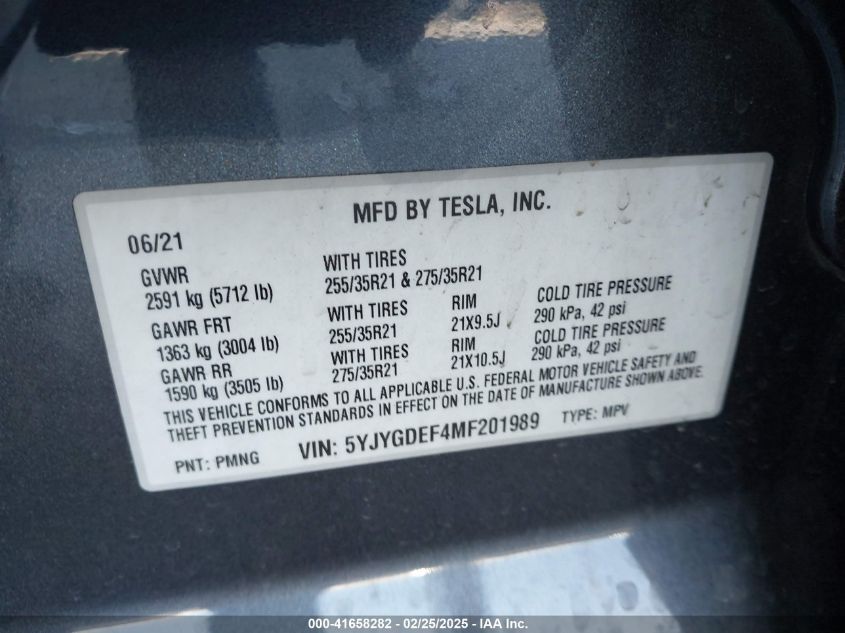 MFD BY TESLA, INC.
06/21
GVWR
2591 kg (5712 lb)
WITH TIRES
255/35R21 & 275/35R21
GAWR FRT
1363 kg (3004 lb)
WITH TIRES
255/35R21
RIM
21X9.5J
COLD TIRE PRESSURE
290 kPa, 42 psi
GAWR RR
1590 kg (3505 lb)
WITH TIRES
275/35R21
RIM
21X10.5J
COLD TIRE PRESSURE
290 kPa, 42 psi
THIS VEHICLE CONFORMS TO ALL APPLICABLE U.S. FEDERAL MOTOR VEHICLE SAFETY AND
THEFT PREVENTION STANDARDS IN EFFECT ON THE DATE OF MANUFACTURE SHOWN ABOVE.
PNT: PMNG VIN: 5YJYGDEF4MF201989 TYPE: MPV
000-41658282 - 02/25/2025 - IAA Inc.